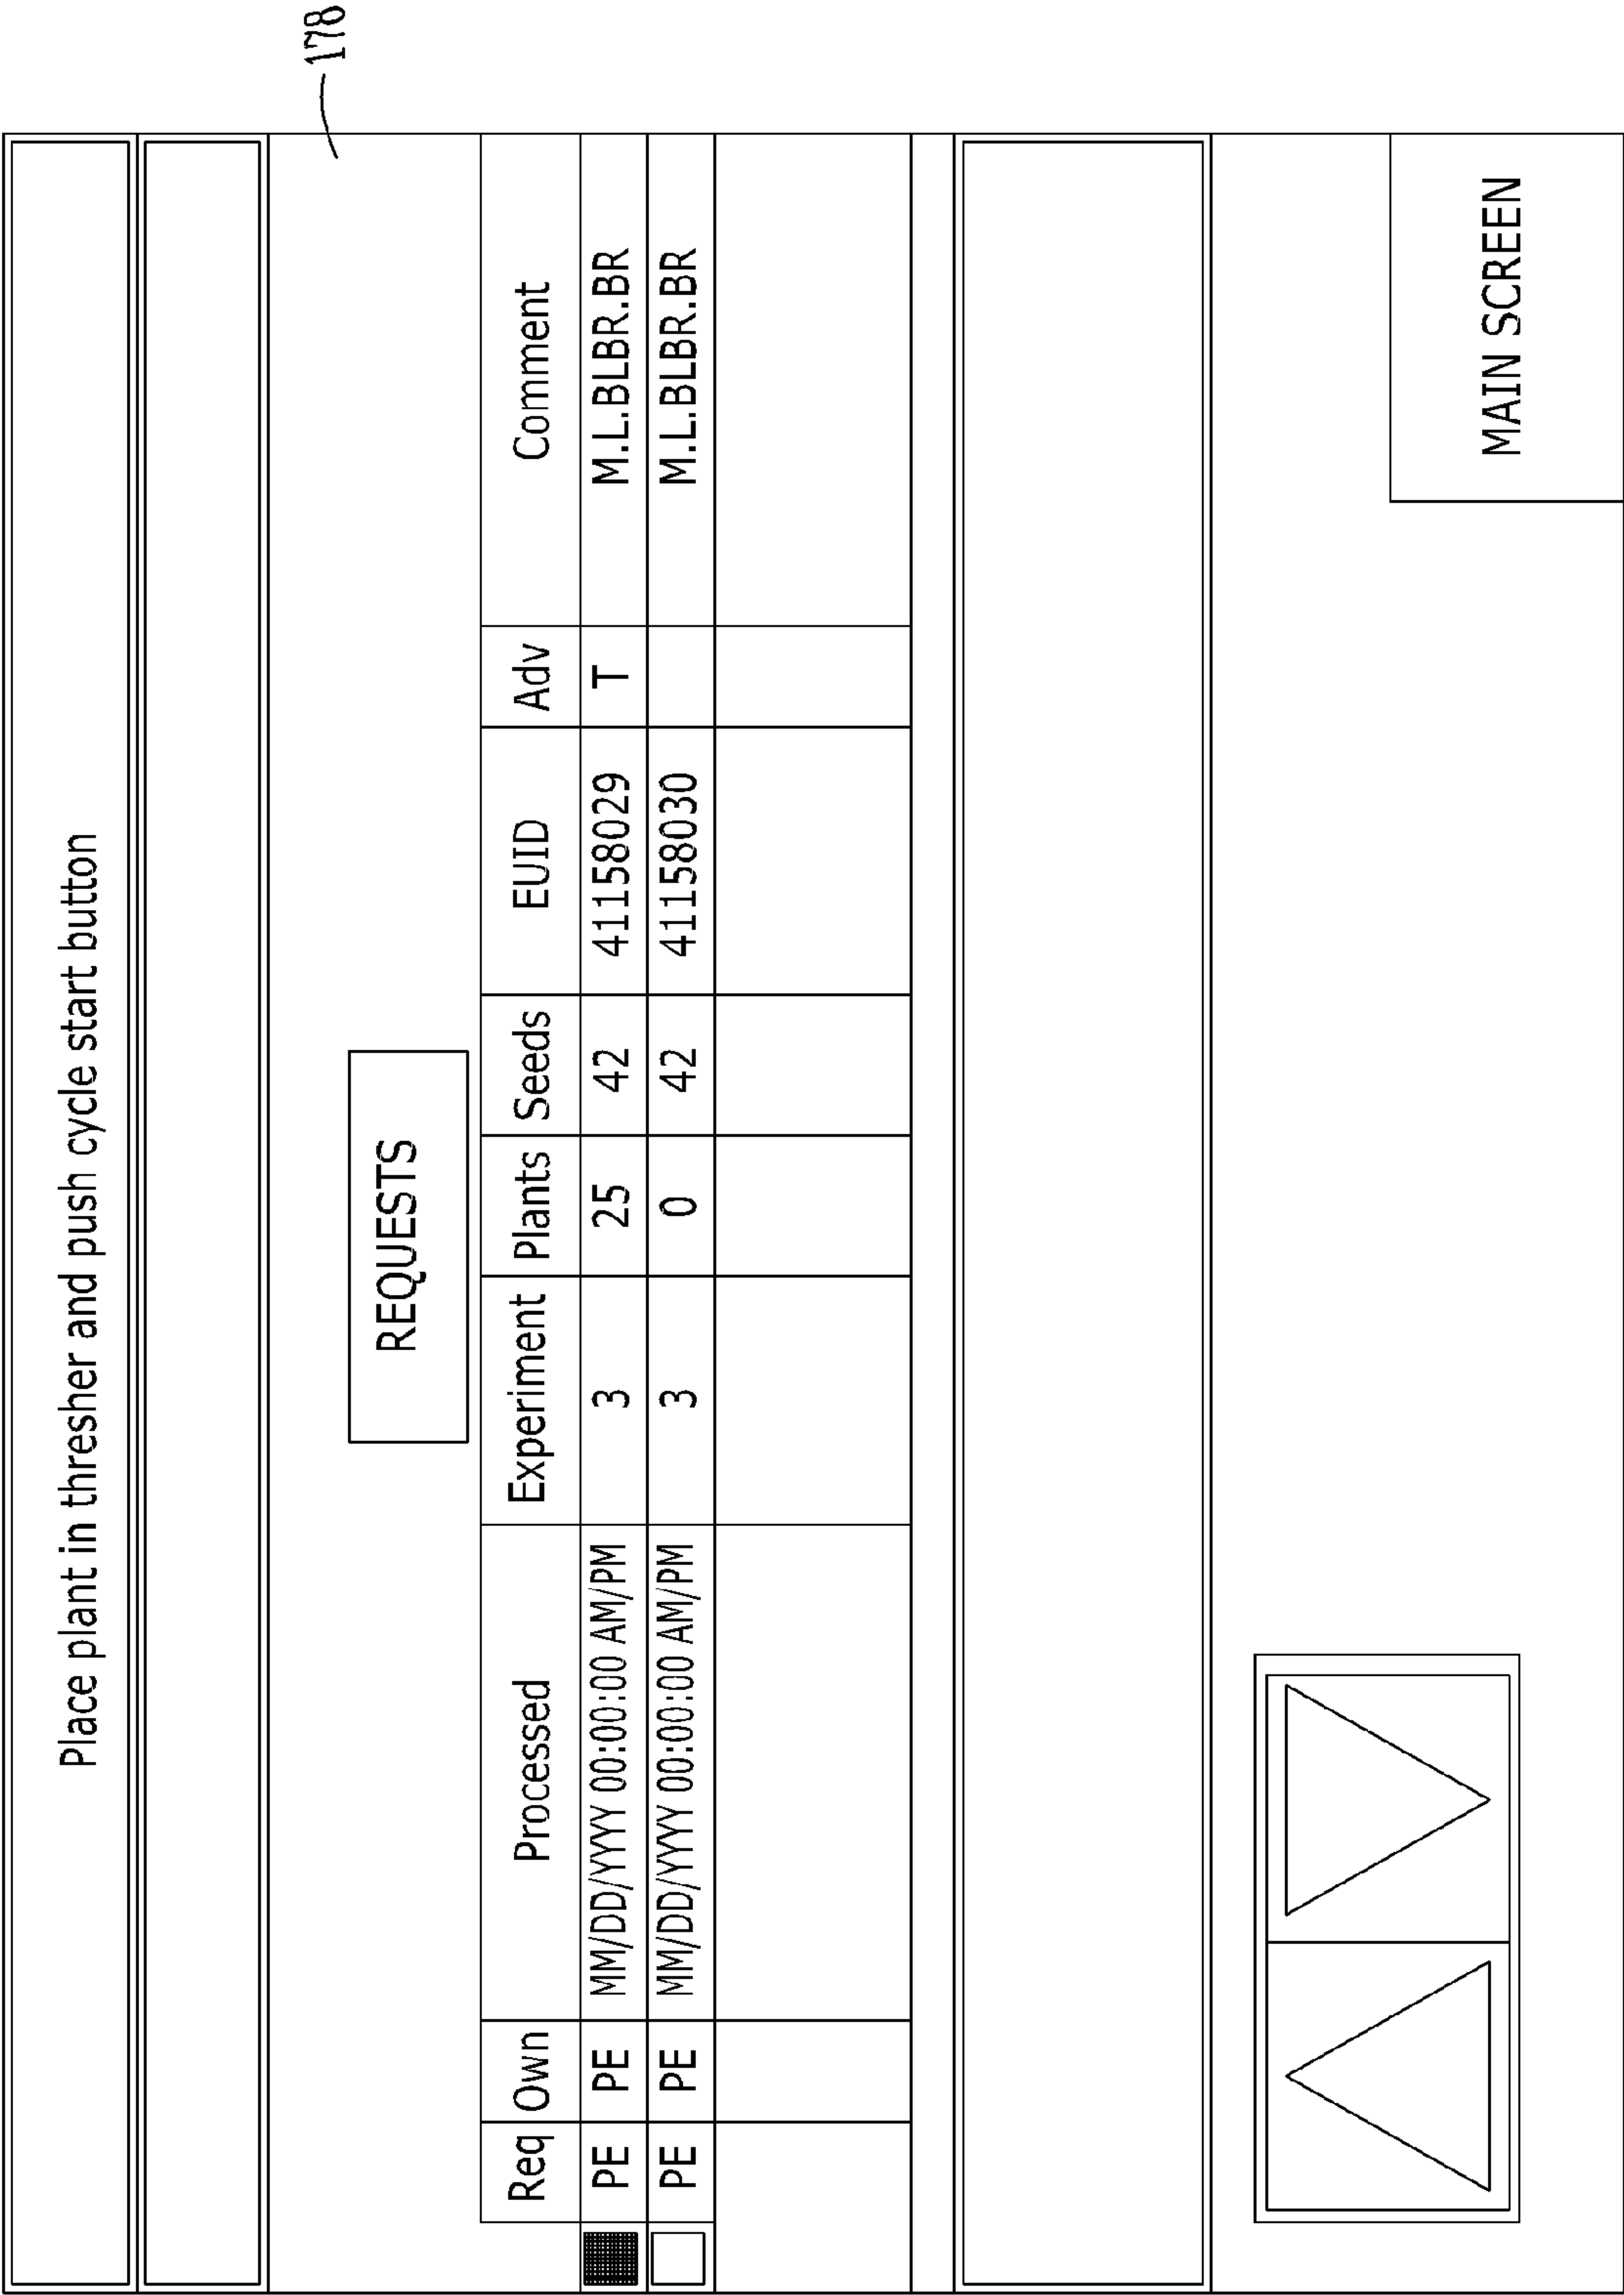 178
Place plant in thresher and push cycle start button
REQUESTS
Req Own Processed Experiment Plants Seeds EUID Adv Comment
PE PE MM/DD/YYYY 00:00:00 AM/PM 3 25 42 41158029 T M.L.BLBR.BR
PE PE MM/DD/YYYY 00:00:00 AM/PM 3 0 42 41158030 M.L.BLBR.BR
MAIN SCREEN